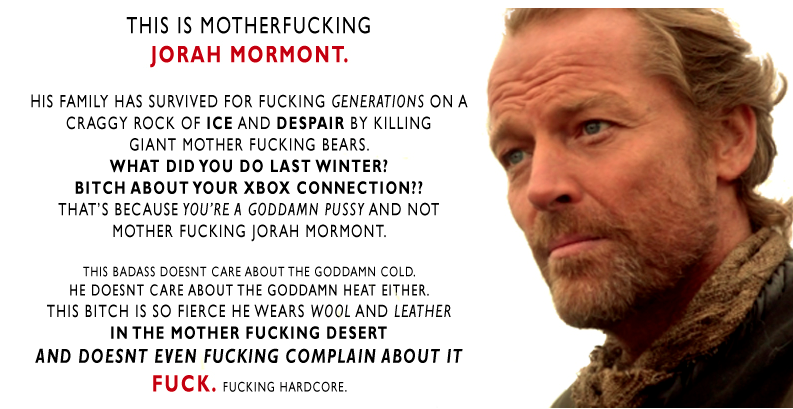 THIS IS MOTHERFUCKING
JORAH MORMONT.
HIS FAMILY HAS SURVIVED FOR FUCKING GENERATIONS ON A
CRAGGY ROCK OF ICE AND DESPAIR BY KILLING
GIANT MOTHER FUCKING BEARS.
WHAT DID YOU DO LAST WINTER?
BITCH ABOUT YOUR XBOX CONNECTION??
THAT'S BECAUSE YOU'RE A GODDAMN PUSSY AND NOT
MOTHER FUCKING JORAH MORMONT.
THIS BADASS DOESNT CARE ABOUT THE GODDAMN COLD.
HE DOESNT CARE ABOUT THE GODDAMN HEAT EITHER.
THIS BITCH IS SO FIERCE HE WEARS WOOL AND LEATHER
IN THE MOTHER FUCKING DESERT
AND DOESNT EVEN FUCKING COMPLAIN ABOUT IT
FUCK. FUCKING HARDCORE.